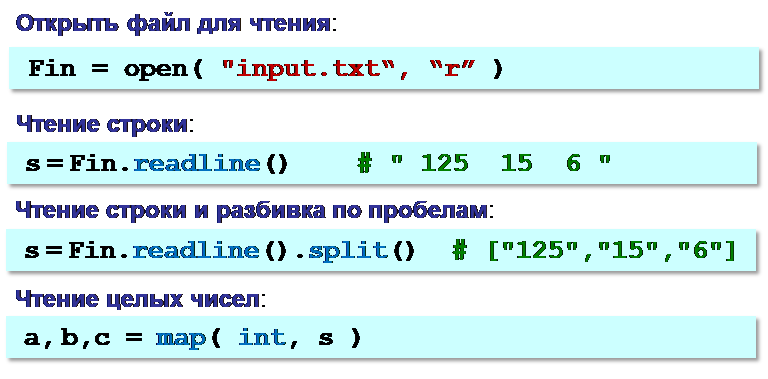 Открыть файл для чтения:
Fin = open( "input.txt“, “r” )
Чтение строки:
s=Fin.readline() # " 125 15 6 "
Чтение строки и разбивка по пробелам:
s=Fin.readline().split() # ["125","15","6"]
Чтение целых чисел:
a,b,c = map( int, s )